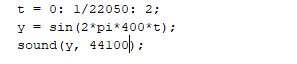 t = 0: 1/22050: 2;
y = sin(2*pi*400*t);
sound(y, 44100);